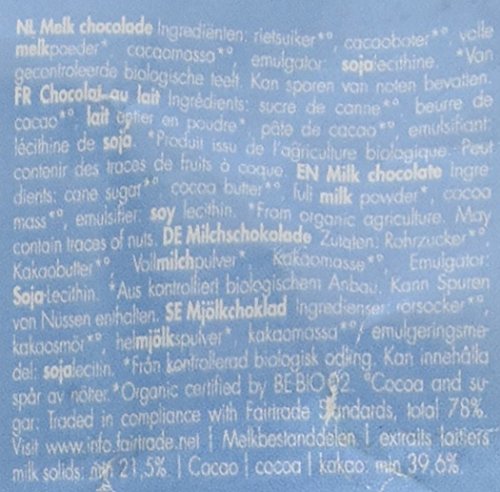 NL Melk chocolade Ingrediënten: rietsuiker*°, cacaoboter*°, volle
melkpoeder* cacaomassa*°, emulgator: sojalecithine. *Van
gecontroleerde biologische teelt. Kan sporen van noten bevatten.
FR Chocolat au lait Ingrédients: sucre de canne*°, beurre de
cacao*°, lait entier en poudre*, pâte de cacao*°, emulsifiant:
lécithine de soja. *Produit issu de l'agriculture biologique. Peut
contenir des traces de fruits à coque. EN Milk chocolate Ingre
dients: cane sugar*°, cocoa butter*°, full milk powder*, cocoa
mass*°, emulsifier: soy lecithin. *From organic agriculture. May
contain traces of nuts. DE Milchschokolade Zutaten: Rohrzucker*°,
Kakaobutter*°, Vollmilchpulver*, Kakaomasse*°, Emulgator:
Sojalecithin. *Aus kontrolliert biologischem Anbau. Kann Spuren
von Nüssen enthalten. SE Mjölkchoklad Ingredienser rörsocker*°,
kakaosmör*°, helmjölkspulver*, kakaomassa*°, emulgeringsme-
del: sojalecitin. *Från kontrollerad biologisk odling. Kan innehålla
spår av nötter. *Organic certified by BE-BIO-02. °Cocoa and su-
gar: Traded in compliance with Fairtrade Standards, total 78%.
Visit www.info.fairtrade.net | Melkbestanddelen | extraits laitiers
milk solids: min 21,5% | Cacao | cocoa | kakao: min 39,6%.